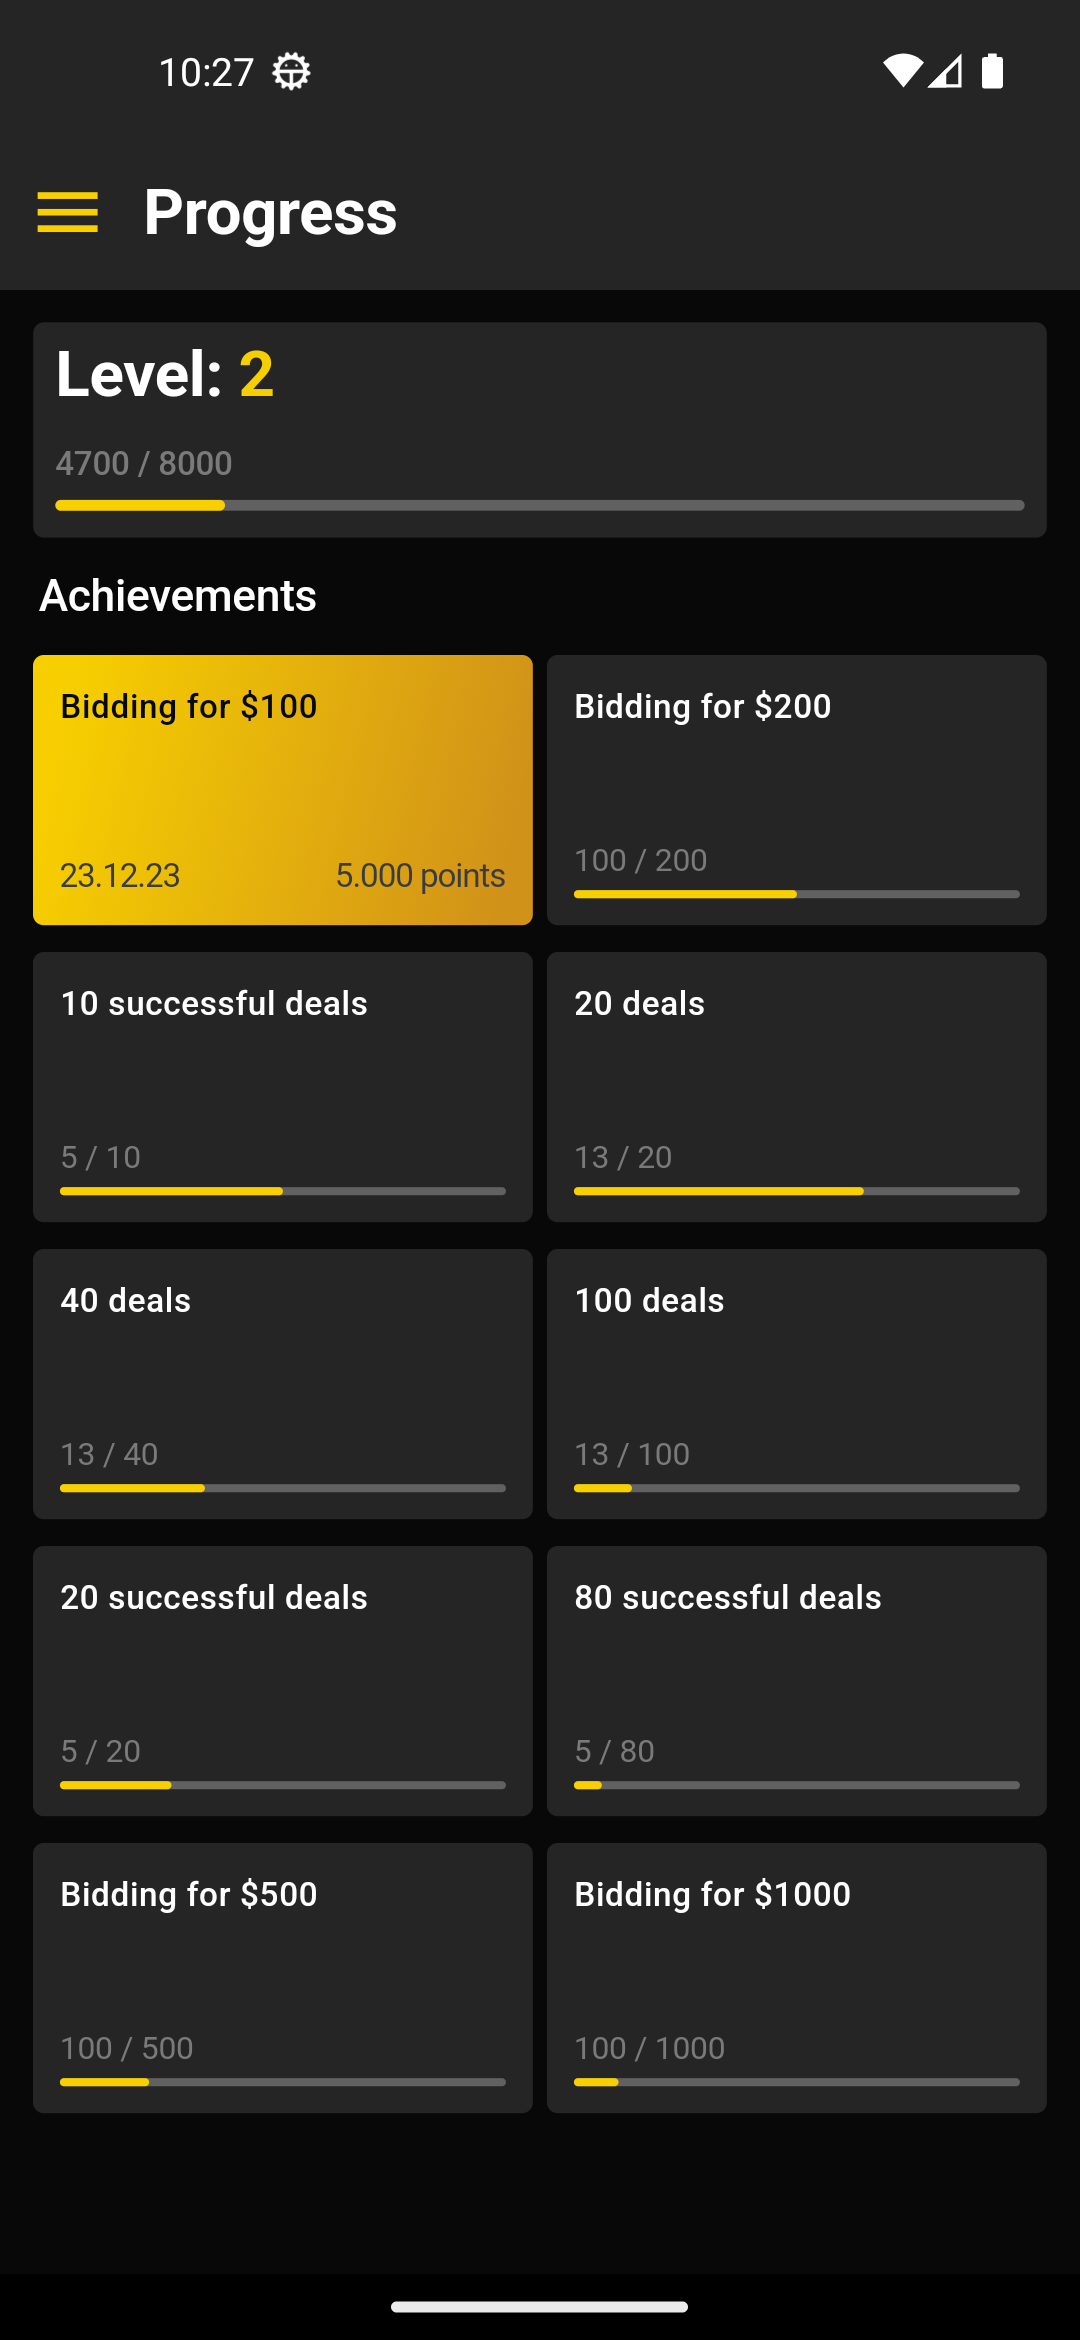 10:27
Progress
Level: 2
4700 / 8000
Achievements
Bidding for $100
23.12.23
5.000 points
Bidding for $200
100 / 200
10 successful deals
5 / 10
20 deals
13 / 20
40 deals
13 / 40
100 deals
13 / 100
20 successful deals
5 / 20
80 successful deals
5 / 80
Bidding for $500
100 / 500
Bidding for $1000
100 / 1000